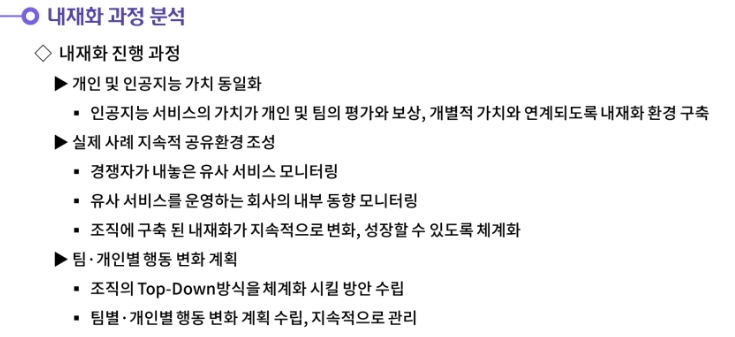 내재화 과정 분석
◇ 내재화 진행 과정
▶ 개인 및 인공지능 가치 동일화
▪ 인공지능 서비스의 가치가 개인 및 팀의 평가와 보상, 개별적 가치와 연계되도록 내재화 환경 구축
▶ 실제 사례 지속적 공유환경 조성
▪ 경쟁자가 내놓은 유사 서비스 모니터링
▪ 유사 서비스를 운영하는 회사의 내부 동향 모니터링
▪ 조직에 구축 된 내재화가 지속적으로 변화, 성장할 수 있도록 체계화
▶ 팀·개인별 행동 변화 계획
▪ 조직의 Top-Down방식을 체계화 시킬 방안 수립
▪ 팀별·개인별 행동 변화 계획 수립, 지속적으로 관리